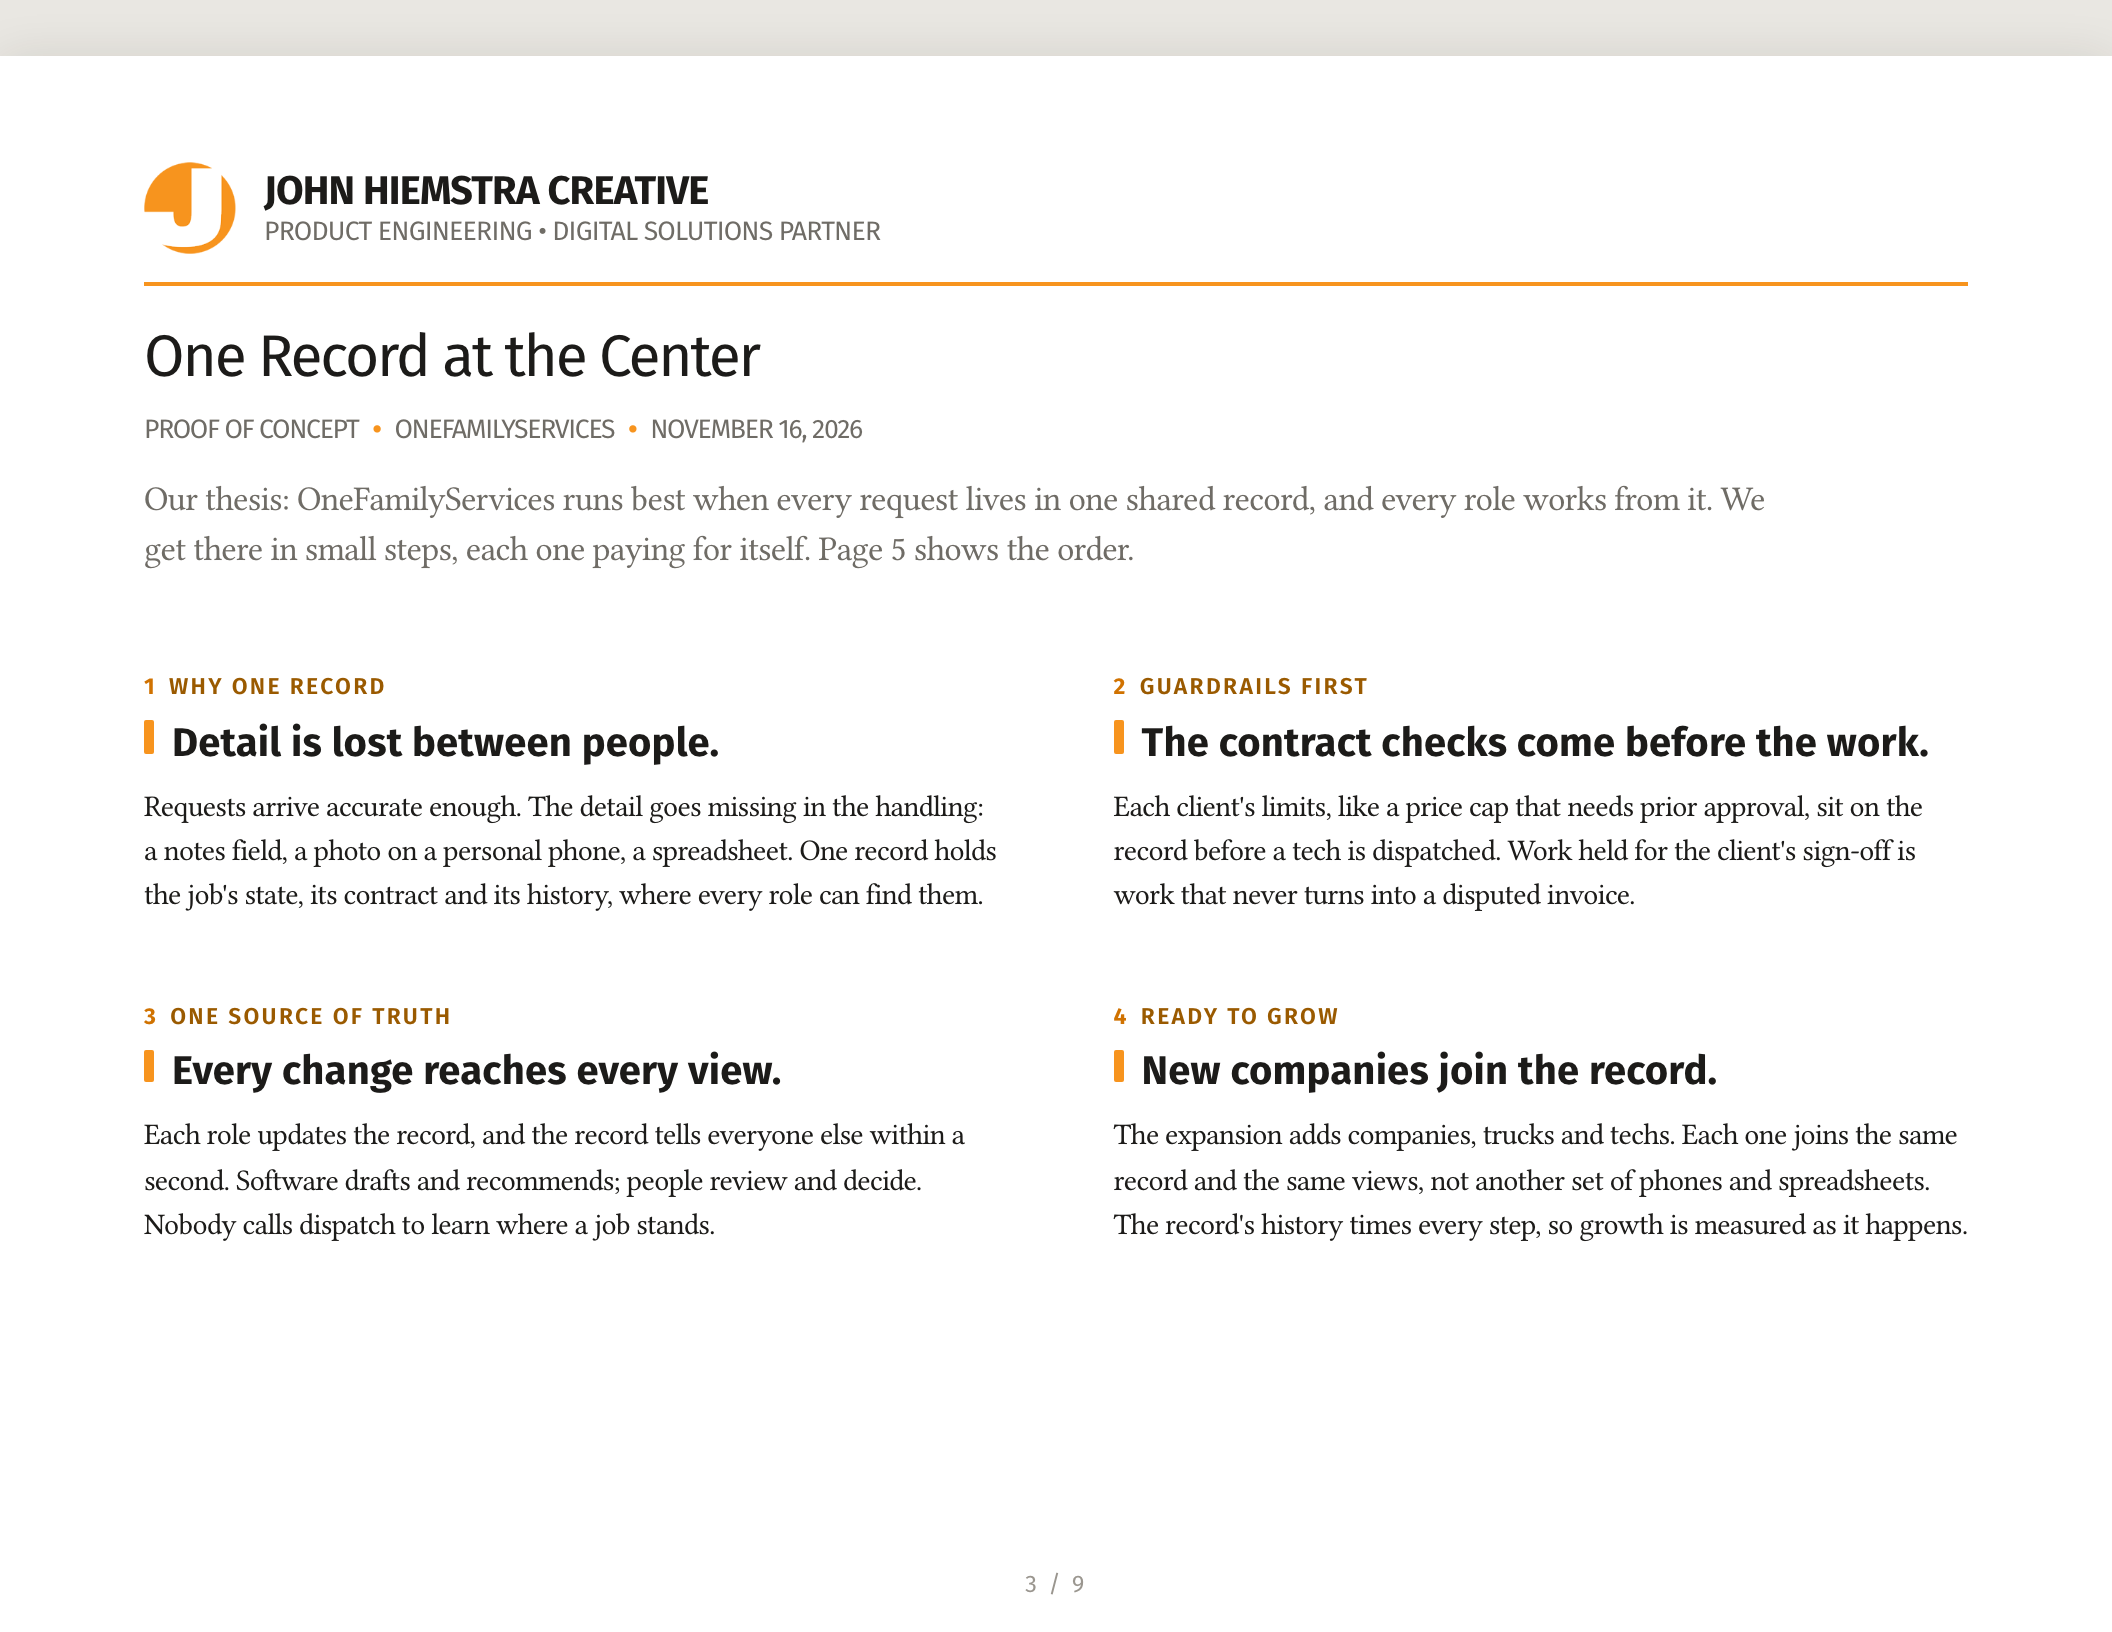 JOHN HIEMSTRA CREATIVE
PRODUCT ENGINEERING • DIGITAL SOLUTIONS PARTNER
One Record at the Center
PROOF OF CONCEPT • ONEFAMILYSERVICES • NOVEMBER 16, 2026
Our thesis: OneFamilyServices runs best when every request lives in one shared record, and every role works from it. We
get there in small steps, each one paying for itself. Page 5 shows the order.
1 WHY ONE RECORD
Detail is lost between people.
Requests arrive accurate enough. The detail goes missing in the handling:
a notes field, a photo on a personal phone, a spreadsheet. One record holds
the job's state, its contract and its history, where every role can find them.
2 GUARDRAILS FIRST
The contract checks come before the work.
Each client's limits, like a price cap that needs prior approval, sit on the
record before a tech is dispatched. Work held for the client's sign-off is
work that never turns into a disputed invoice.
3 ONE SOURCE OF TRUTH
Every change reaches every view.
Each role updates the record, and the record tells everyone else within a
second. Software drafts and recommends; people review and decide.
Nobody calls dispatch to learn where a job stands.
4 READY TO GROW
New companies join the record.
The expansion adds companies, trucks and techs. Each one joins the same
record and the same views, not another set of phones and spreadsheets.
The record's history times every step, so growth is measured as it happens.
3 / 9